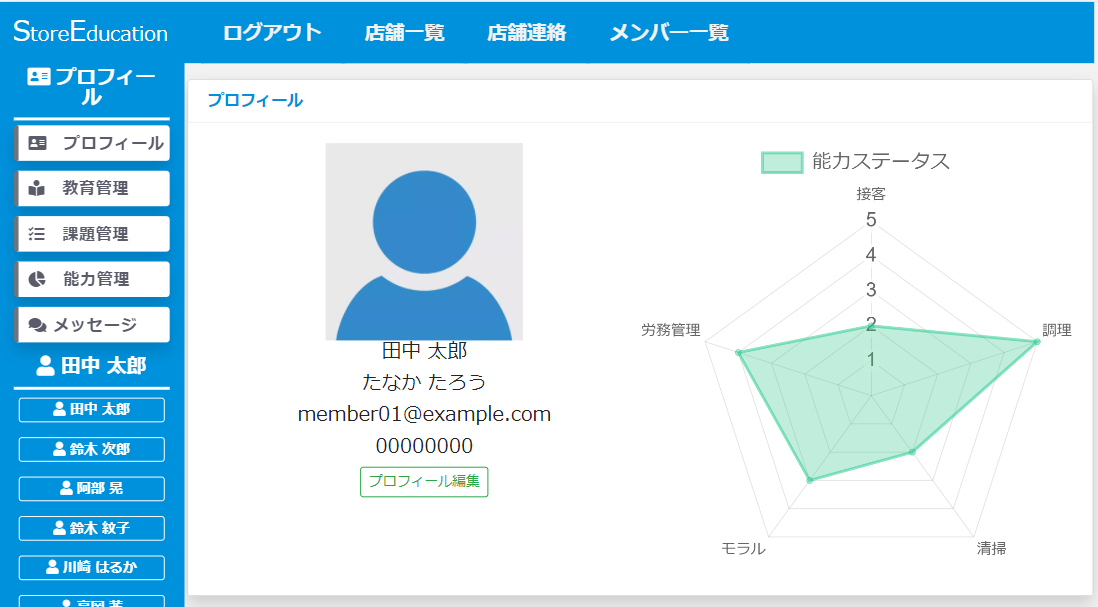 StoreEducation
ログアウト 店舗一覧 店舗連絡 メンバー一覧
プロフィー
ル
プロフィール
教育管理
課題管理
能力管理
メッセージ
田中 太郎
田中 太郎
鈴木 次郎
阿部 晃
鈴木 紋子
川崎 はるか
プロフィール
田中 太郎
たなか たろう
member01@example.com
00000000
プロフィール編集
能力ステータス
接客
5
4
3
2
1
労務管理
調理
モラル
清掃